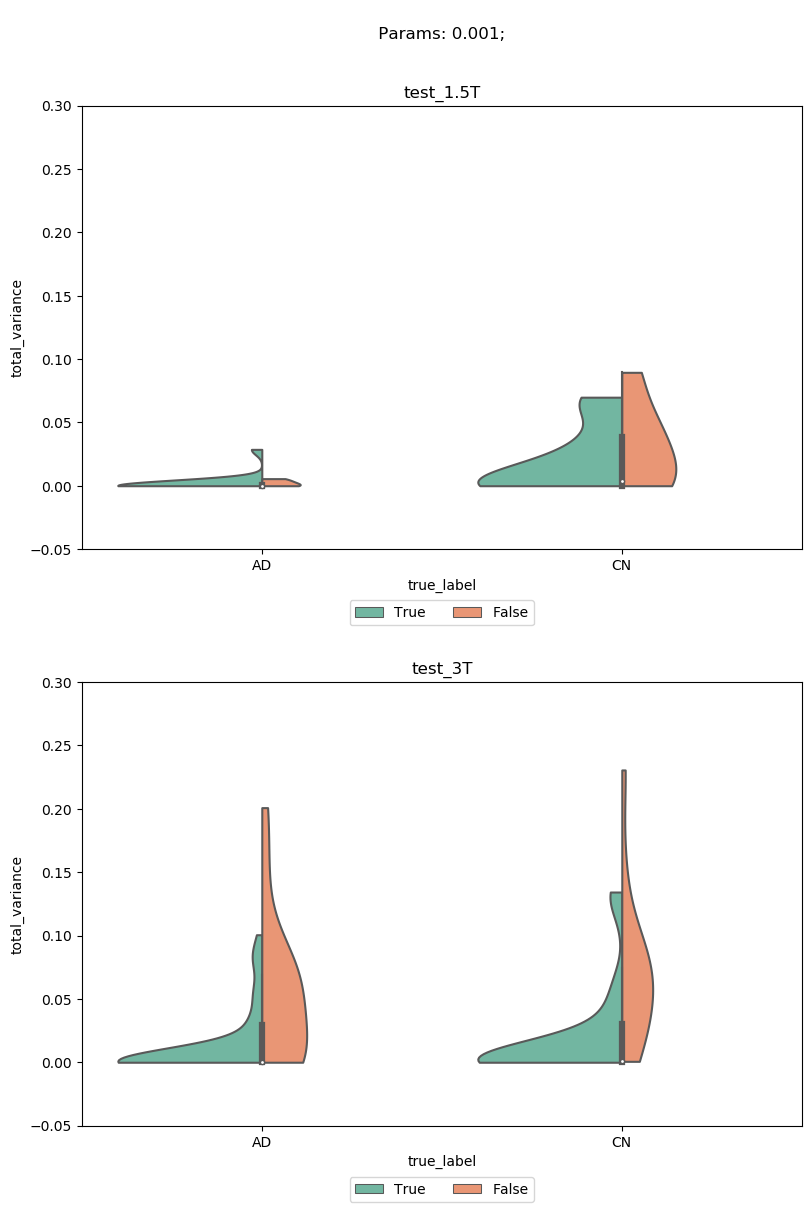 Params: 0.001;
test_1.5T
0.30
0.25
0.20
0.15
0.10
0.05
0.00
−0.05
total_variance
AD CN
true_label
True False
test_3T
0.30
0.25
0.20
0.15
0.10
0.05
0.00
−0.05
total_variance
AD CN
true_label
True False